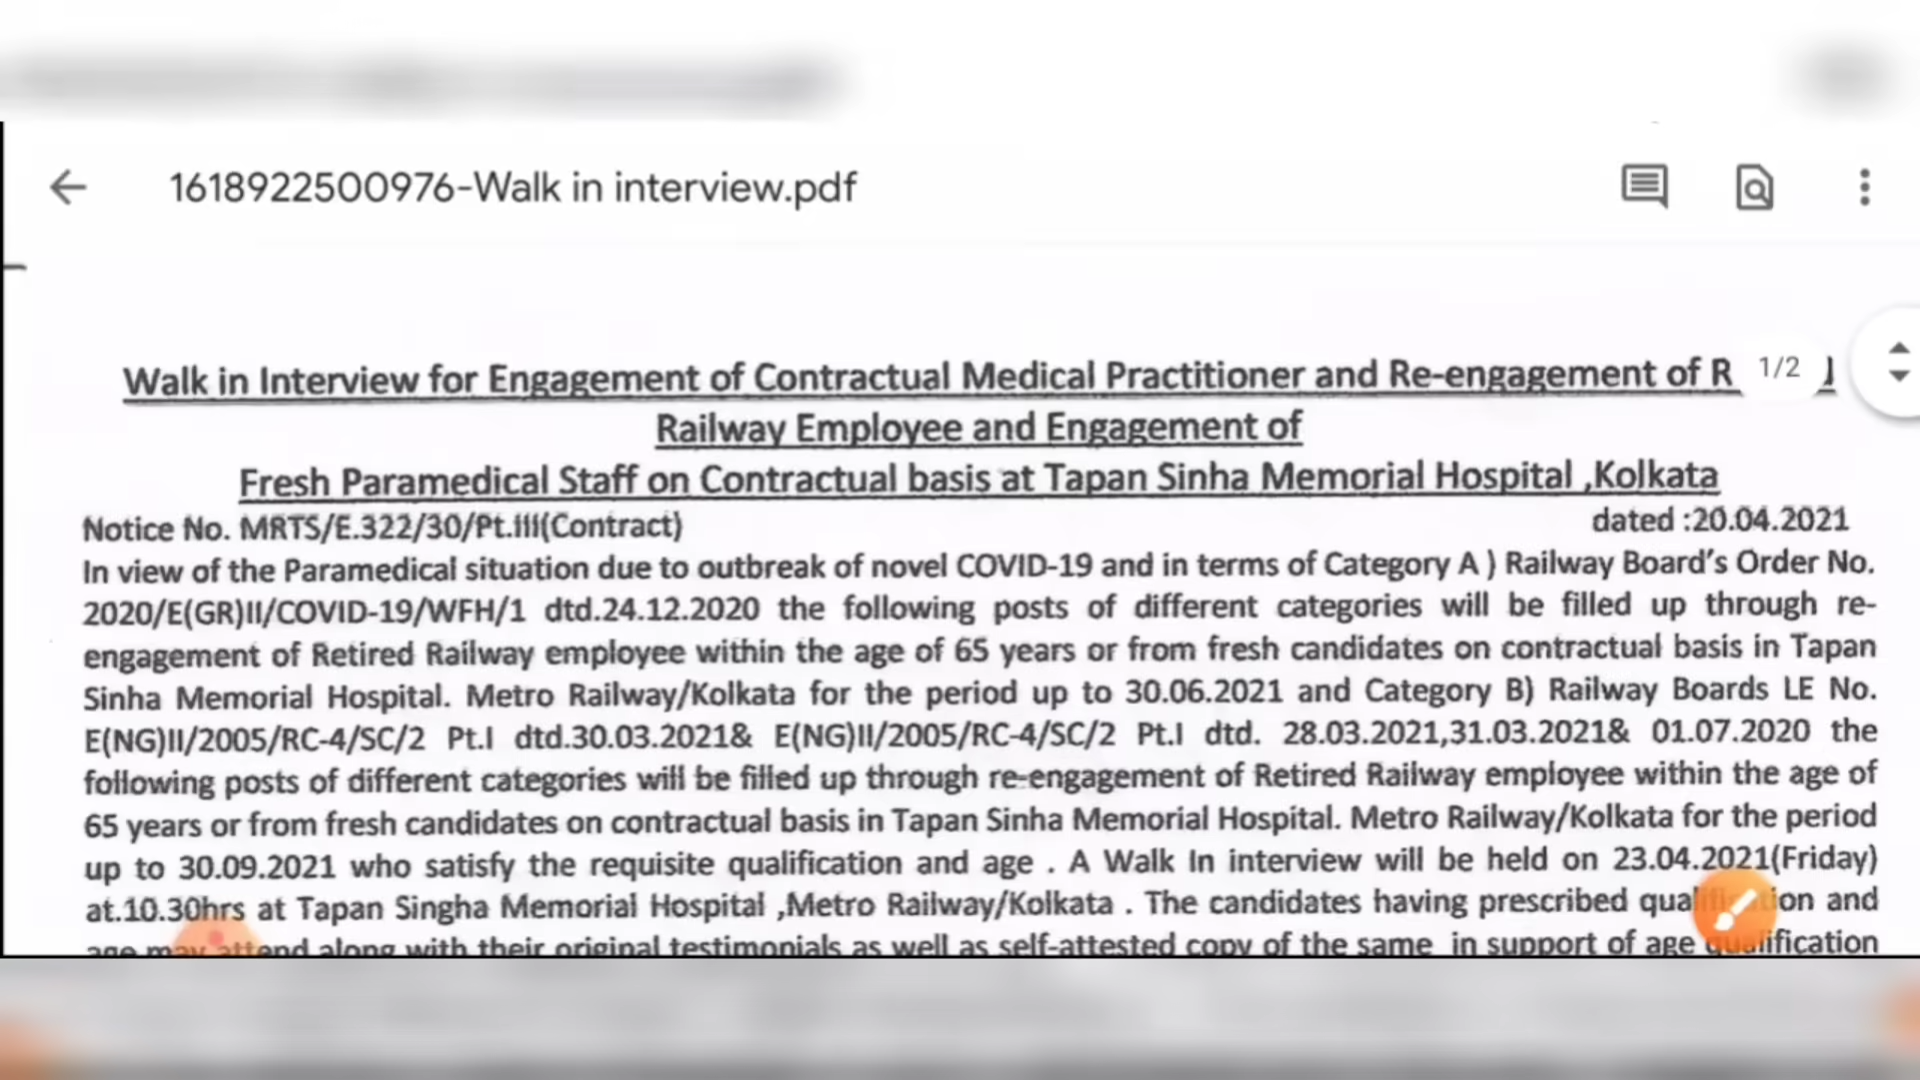 1618922500976-Walk in interview.pdf
Walk in Interview for Engagement of Contractual Medical Practitioner and Re-engagement of R
1/2
Railway Employee and Engagement of
Fresh Paramedical Staff on Contractual basis at Tapan Sinha Memorial Hospital ,Kolkata
Notice No. MRTS/E.322/30/Pt.III(Contract) dated :20.04.2021
In view of the Paramedical situation due to outbreak of novel COVID-19 and in terms of Category A ) Railway Board's Order No.
2020/E(GR)II/COVID-19/WFH/1 dtd.24.12.2020 the following posts of different categories will be filled up through re-
engagement of Retired Railway employee within the age of 65 years or from fresh candidates on contractual basis in Tapan
Sinha Memorial Hospital. Metro Railway/Kolkata for the period up to 30.06.2021 and Category B) Railway Boards LE No.
E(NG)II/2005/RC-4/SC/2 Pt.I dtd.30.03.2021& E(NG)II/2005/RC-4/SC/2 Pt.I dtd. 28.03.2021,31.03.2021& 01.07.2020 the
following posts of different categories will be filled up through re-engagement of Retired Railway employee within the age of
65 years or from fresh candidates on contractual basis in Tapan Sinha Memorial Hospital. Metro Railway/Kolkata for the period
up to 30.09.2021 who satisfy the requisite qualification and age . A Walk In interview will be held on 23.04.2021(Friday)
at.10.30hrs at Tapan Singha Memorial Hospital ,Metro Railway/Kolkata . The candidates having prescribed qualification and
age may attend along with their original testimonials as well as self-attested copy of the same in support of age qualification